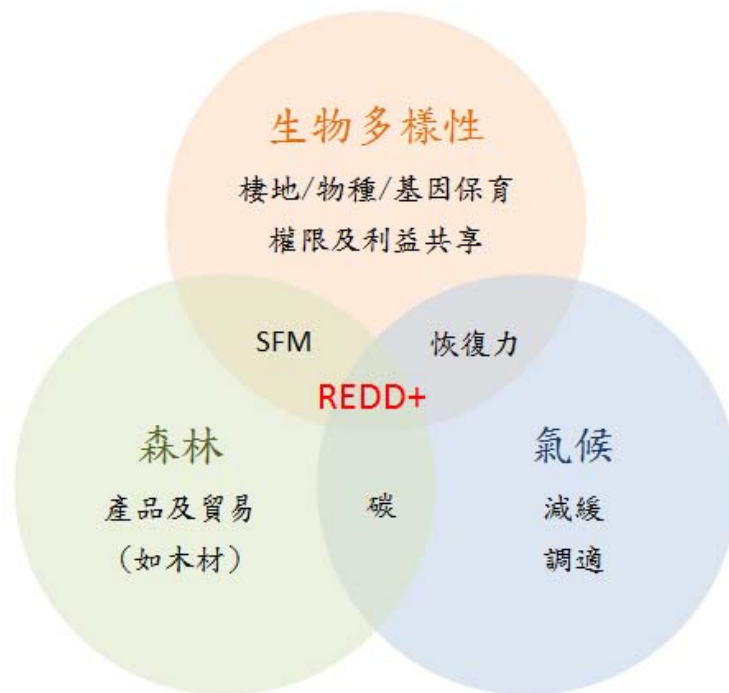 生物多樣性
棲地/物種/基因保育
權限及利益共享
SFM
恢復力
REDD+
森林
產品及貿易
(如木材)
碳
氣候
減緩
調適